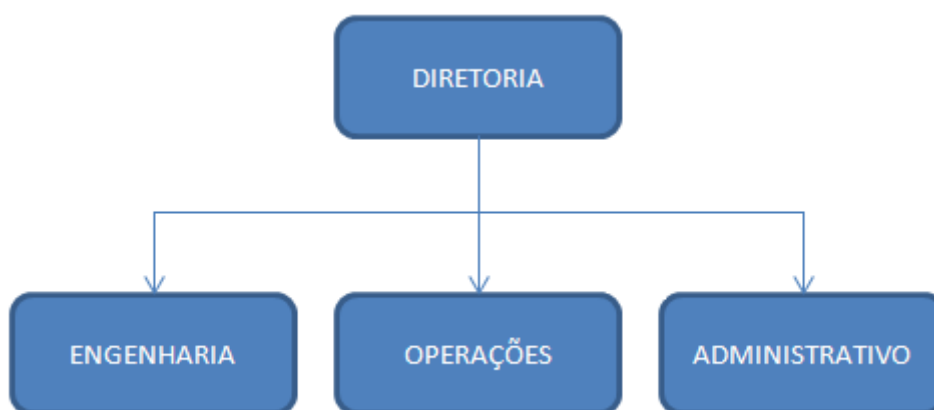 DIRETORIA
ENGENHARIA
OPERAÇÕES
ADMINISTRATIVO